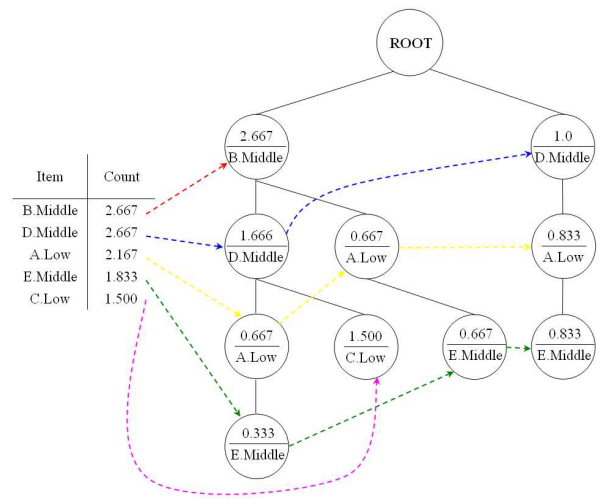 ROOT
2.667
B.Middle
1.0
D.Middle
Item Count
B.Middle 2.667
D.Middle 2.667
A.Low 2.167
E.Middle 1.833
C.Low 1.500
1.666
D.Middle
0.667
A.Low
0.833
A.Low
0.667
A.Low
1.500
C.Low
0.667
E.Middle
0.833
E.Middle
0.333
E.Middle